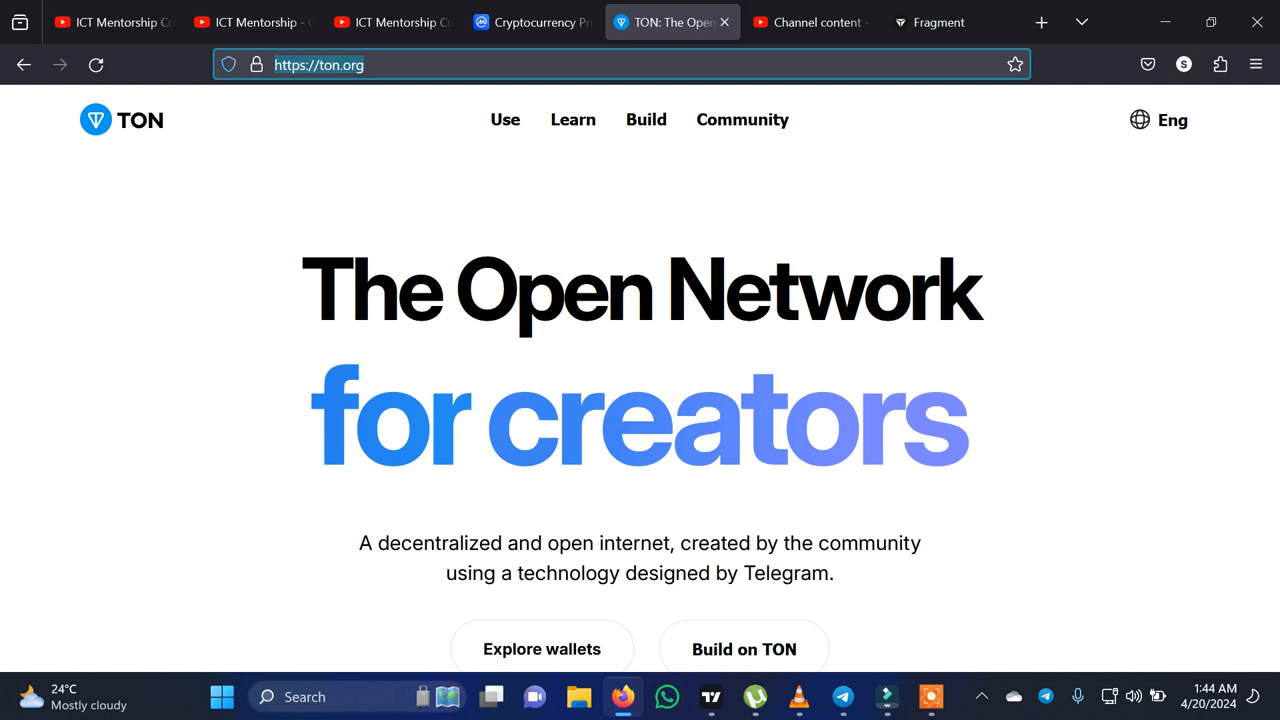 ICT Mentorship Co
ICT Mentorship - 
ICT Mentorship Co
Cryptocurrency Pri
TON: The Open
Channel content -
Fragment
https://ton.org
S
TON
Use
Learn
Build
Community
Eng
The Open Network
for creators
A decentralized and open internet, created by the community
using a technology designed by Telegram.
Explore wallets
Build on TON
24°C
Mostly cloudy
Search
1:44 AM
4/20/2024